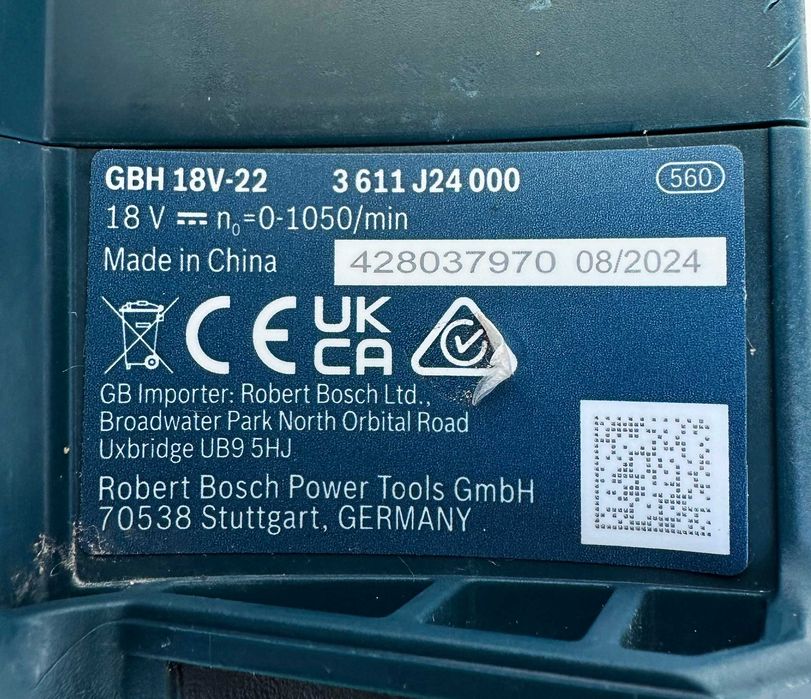 GBH 18V-22 3 611 J24 000 560
18 V ⎓ n₀=0-1050/min
Made in China 428037970 08/2024
CE UK CA
GB Importer: Robert Bosch Ltd.,
Broadwater Park North Orbital Road
Uxbridge UB9 5HJ
Robert Bosch Power Tools GmbH
70538 Stuttgart, GERMANY